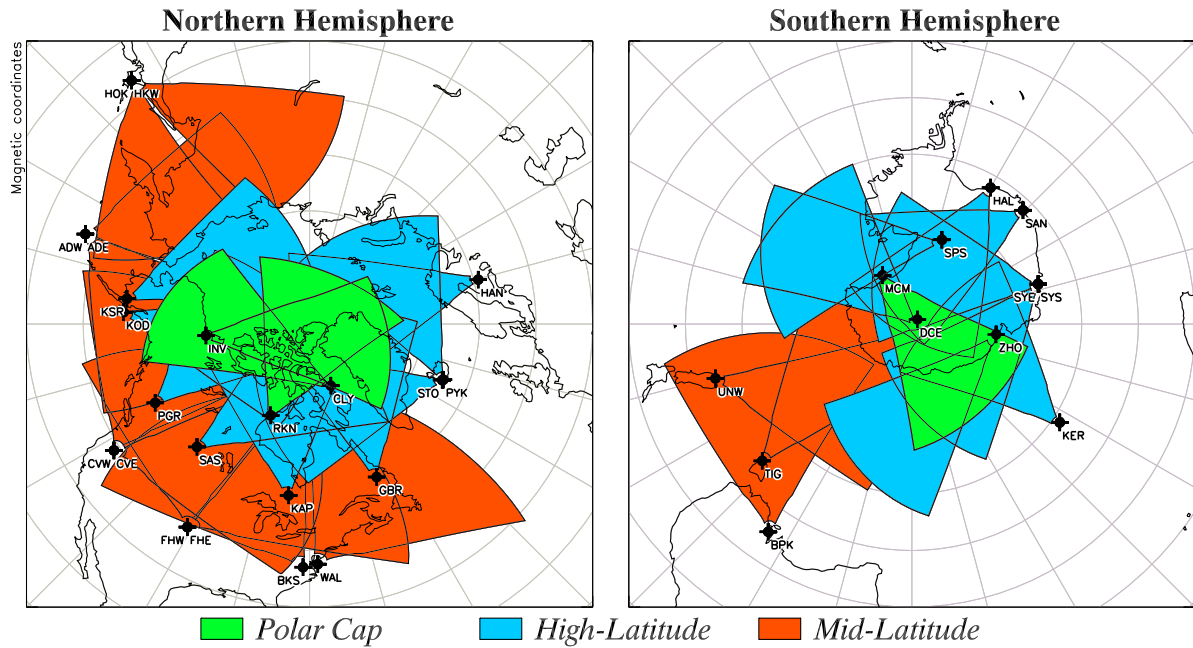 Northern Hemisphere
Southern Hemisphere
Magnetic coordinates
HOK HKW
ADW ADE
KSR
KOD
INV
HAN
STO PYK
CLY
RKN
PGR
CVW CVE
SAS
GBR
KAP
FHW FHE
BKS
WAL
HAL
SAN
SPS
MCM
SYE SYS
DCE
ZHO
UNW
KER
TIG
BPK
Polar Cap
High-Latitude
Mid-Latitude